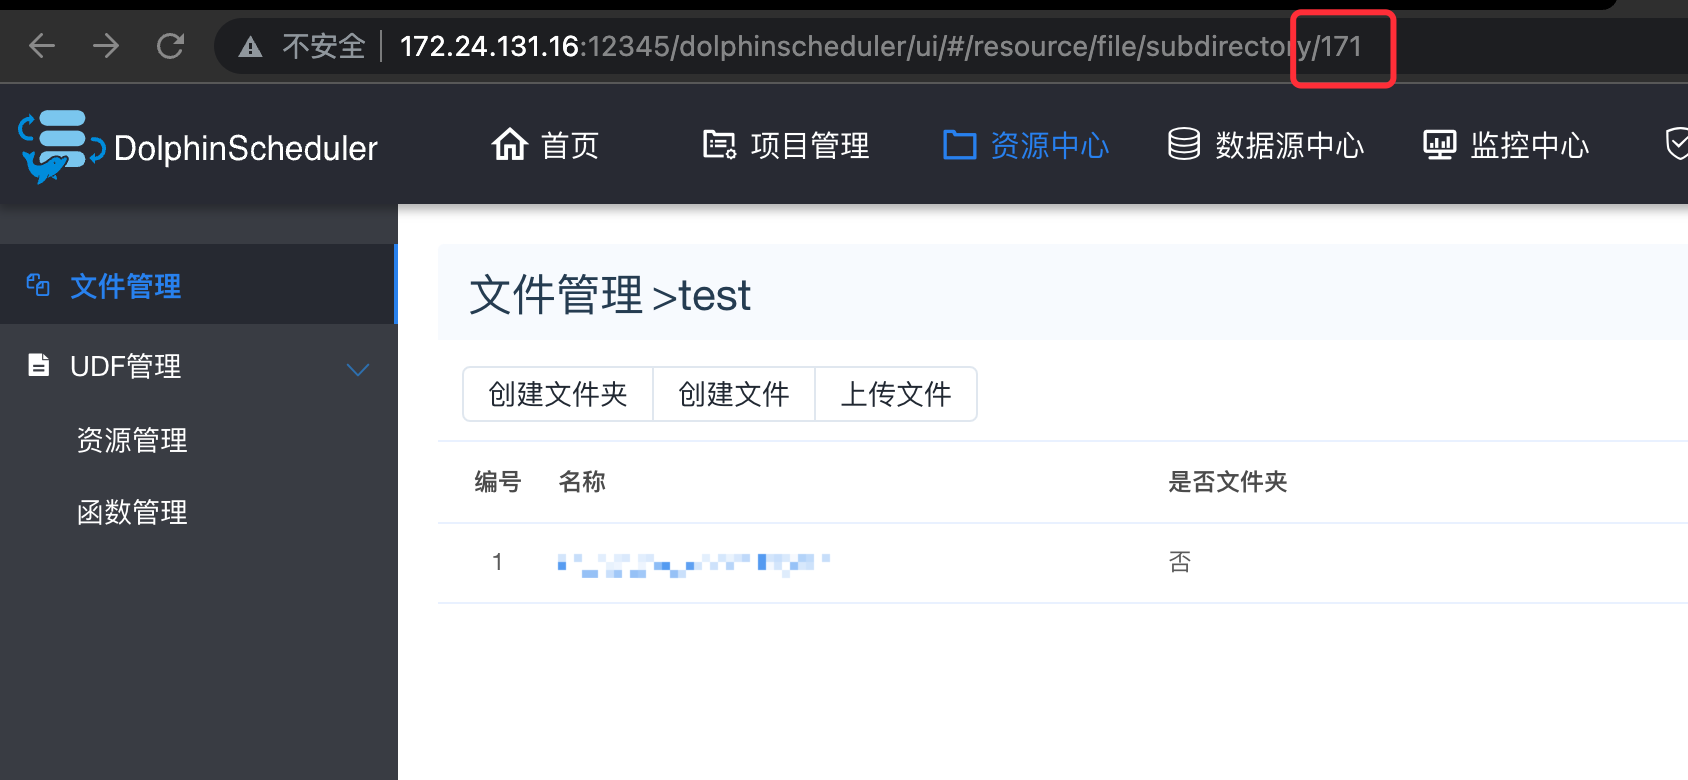 不安全 172.24.131.16:12345/dolphinscheduler/ui/#/resource/file/subdirectory/171
DolphinScheduler 首页 项目管理 资源中心 数据源中心 监控中心
文件管理
UDF管理
资源管理
函数管理
文件管理 >test
创建文件夹 创建文件 上传文件
编号 名称 是否文件夹
1 否